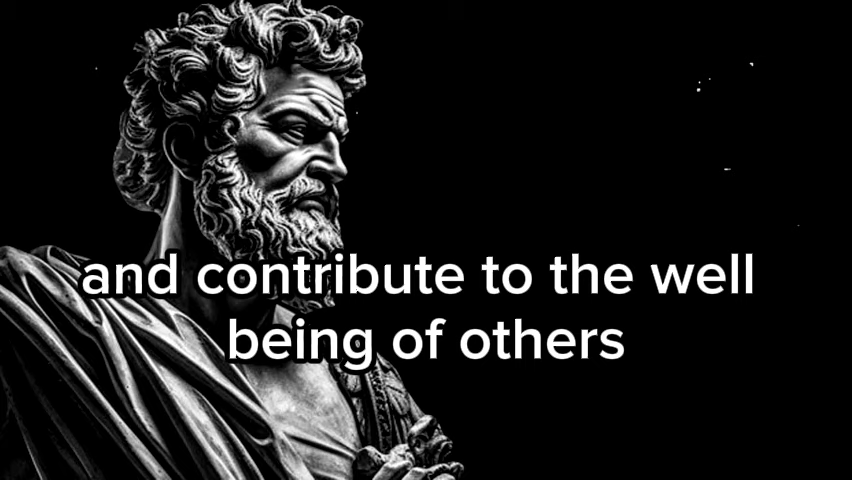 and contribute to the well
being of others